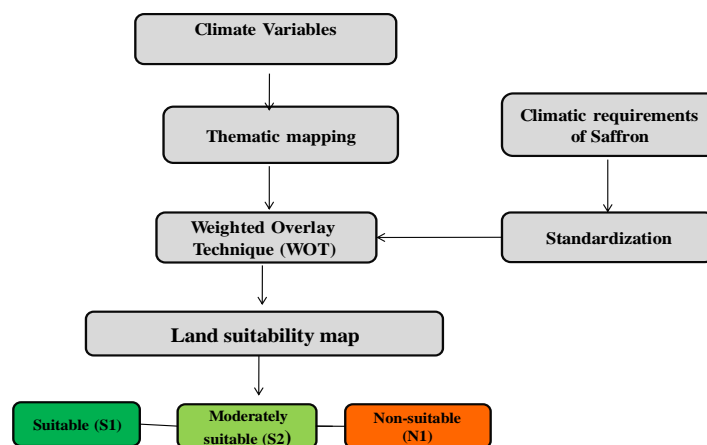 Climate Variables
Thematic mapping
Climatic requirements
of Saffron
Weighted Overlay
Technique (WOT)
Standardization
Land suitability map
Suitable (S1)
Moderately
suitable (S2)
Non-suitable
(N1)